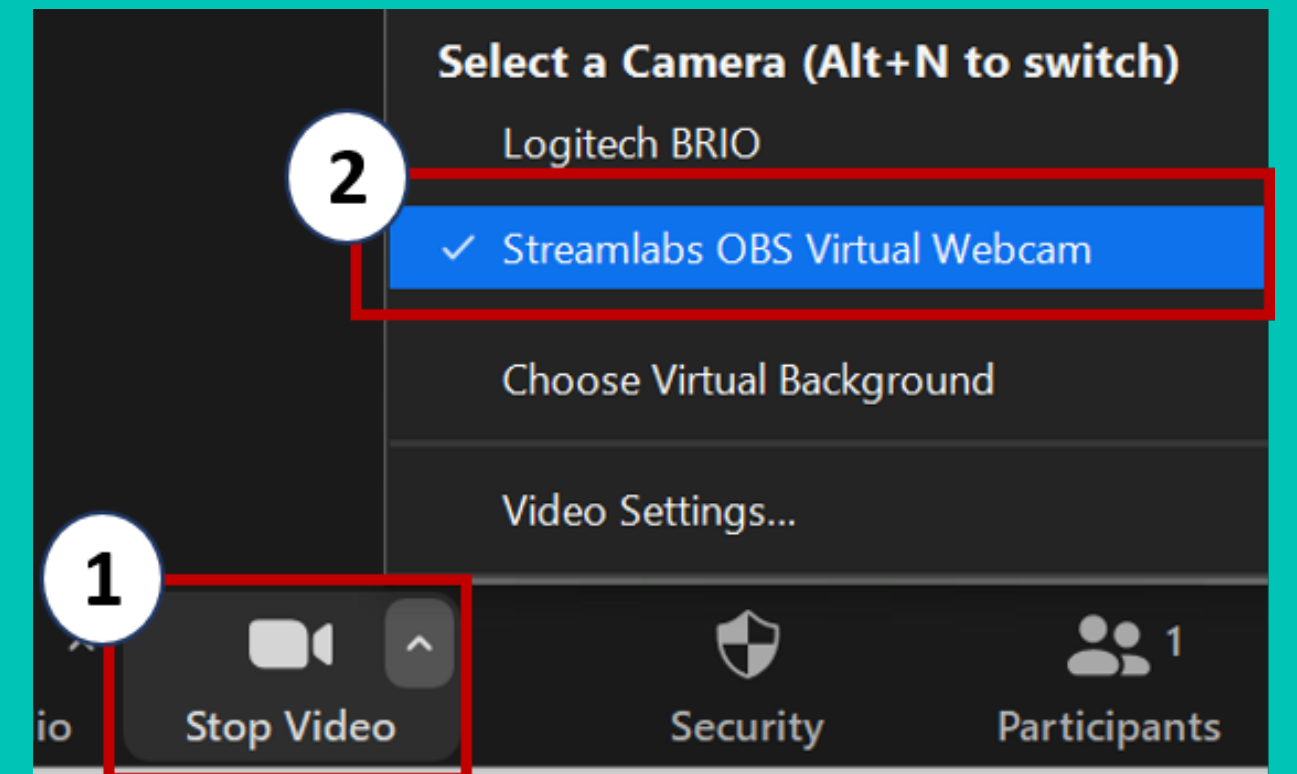 Select a Camera (Alt+N to switch)
Logitech BRIO
2
Streamlabs OBS Virtual Webcam
Choose Virtual Background
Video Settings...
1
1
io
Stop Video
Security
Participants